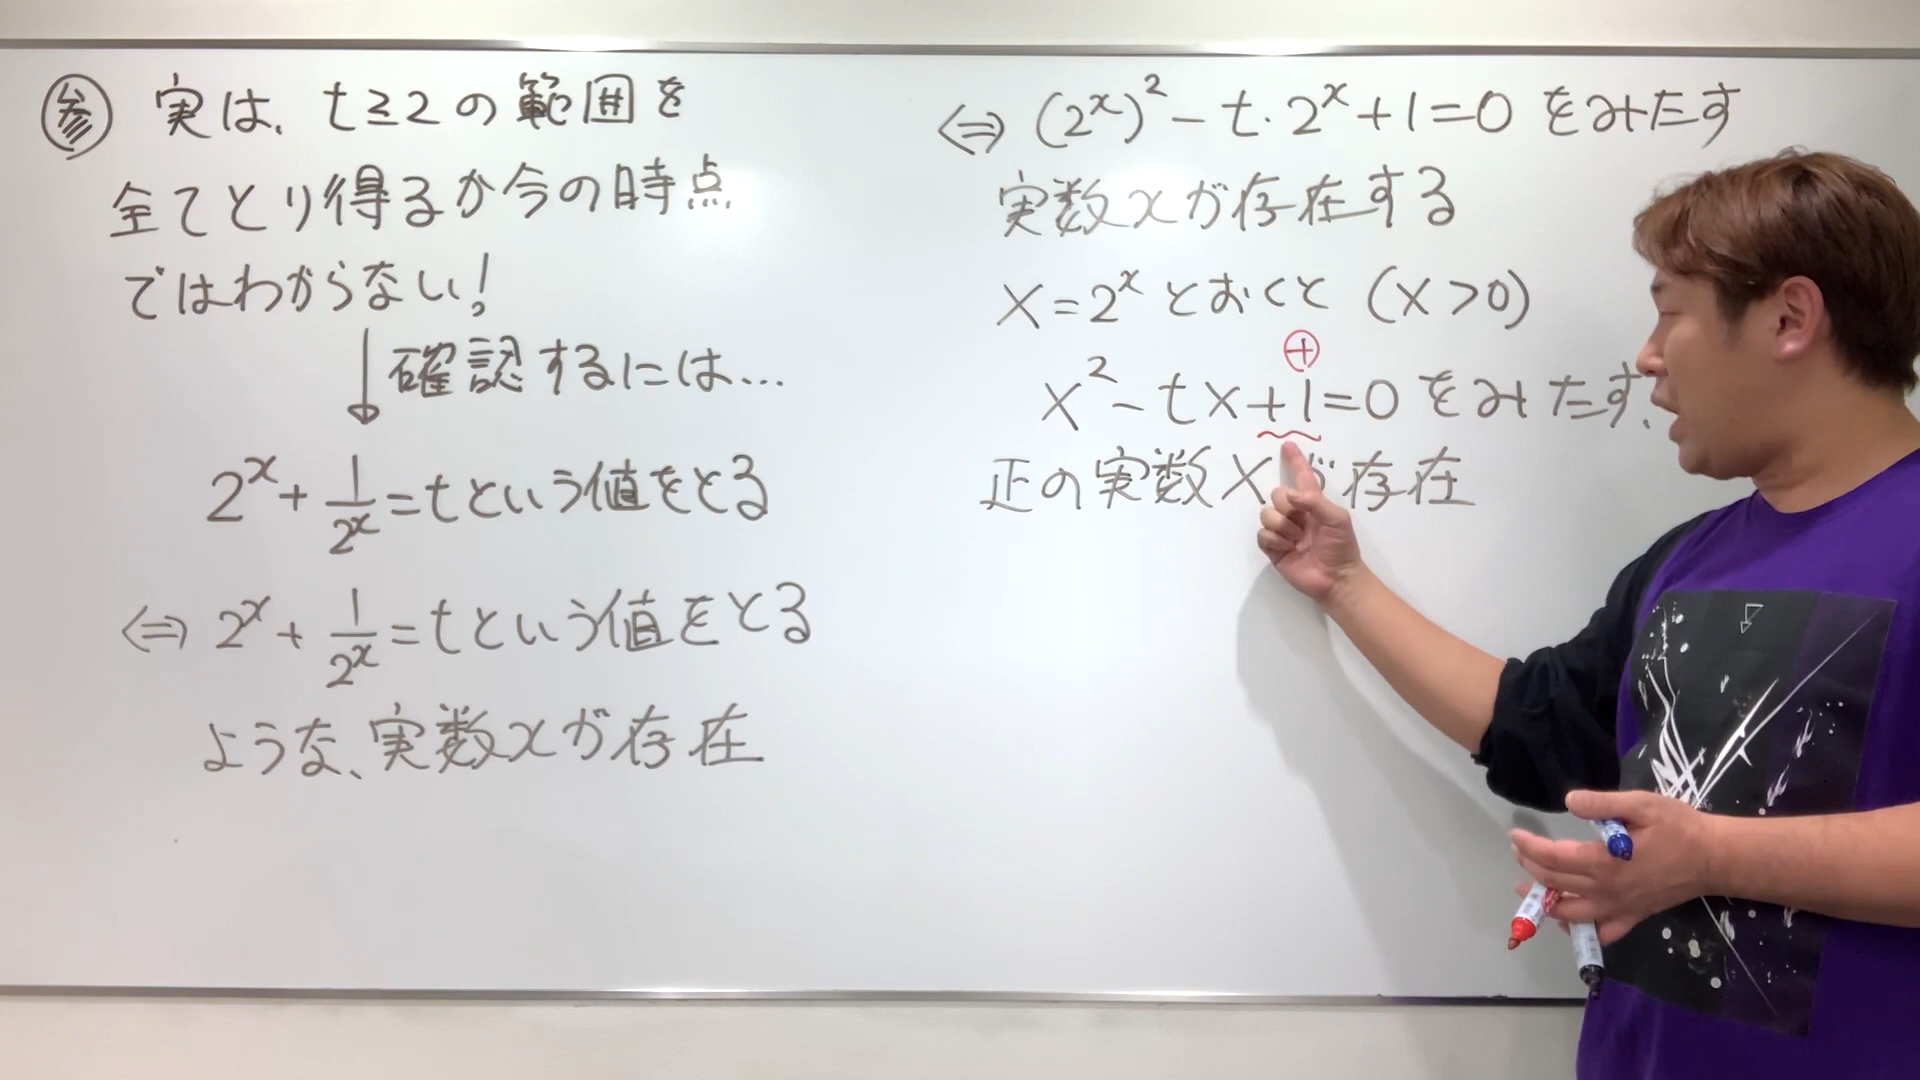 参 実は、t≧2の範囲を
全てとり得るか今の時点
ではわからない!
↓確認するには…
2^x + 1/2^x = tという値をとる
⇔ 2^x + 1/2^x = tという値をとる
ような、実数xが存在
⇔ (2^x)^2 - t・2^x + 1 = 0 をみたす
実数xが存在する
X = 2^x とおくと (X > 0)
⊕
X^2 - tX + 1 = 0 をみたす、
正の実数Xが存在